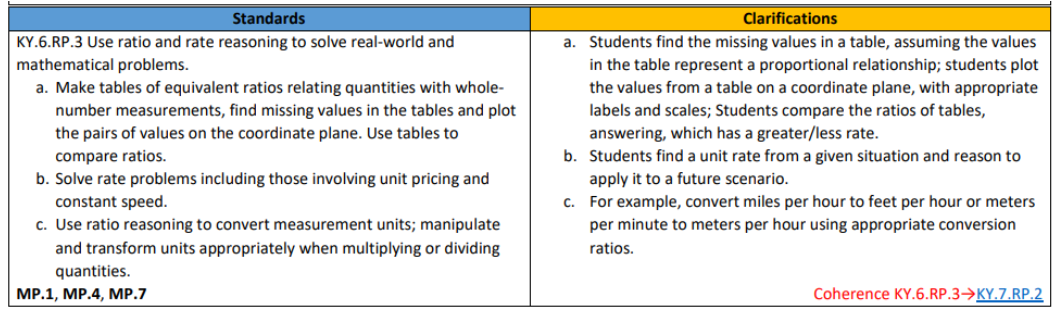 Standards
Clarifications
KY.6.RP.3 Use ratio and rate reasoning to solve real-world and
mathematical problems.
a. Make tables of equivalent ratios relating quantities with whole-
number measurements, find missing values in the tables and plot
the pairs of values on the coordinate plane. Use tables to
compare ratios.
b. Solve rate problems including those involving unit pricing and
constant speed.
c. Use ratio reasoning to convert measurement units; manipulate
and transform units appropriately when multiplying or dividing
quantities.
MP.1, MP.4, MP.7
a. Students find the missing values in a table, assuming the values
in the table represent a proportional relationship; students plot
the values from a table on a coordinate plane, with appropriate
labels and scales; Students compare the ratios of tables,
answering, which has a greater/less rate.
b. Students find a unit rate from a given situation and reason to
apply it to a future scenario.
c. For example, convert miles per hour to feet per hour or meters
per minute to meters per hour using appropriate conversion
ratios.
Coherence KY.6.RP.3→KY.7.RP.2